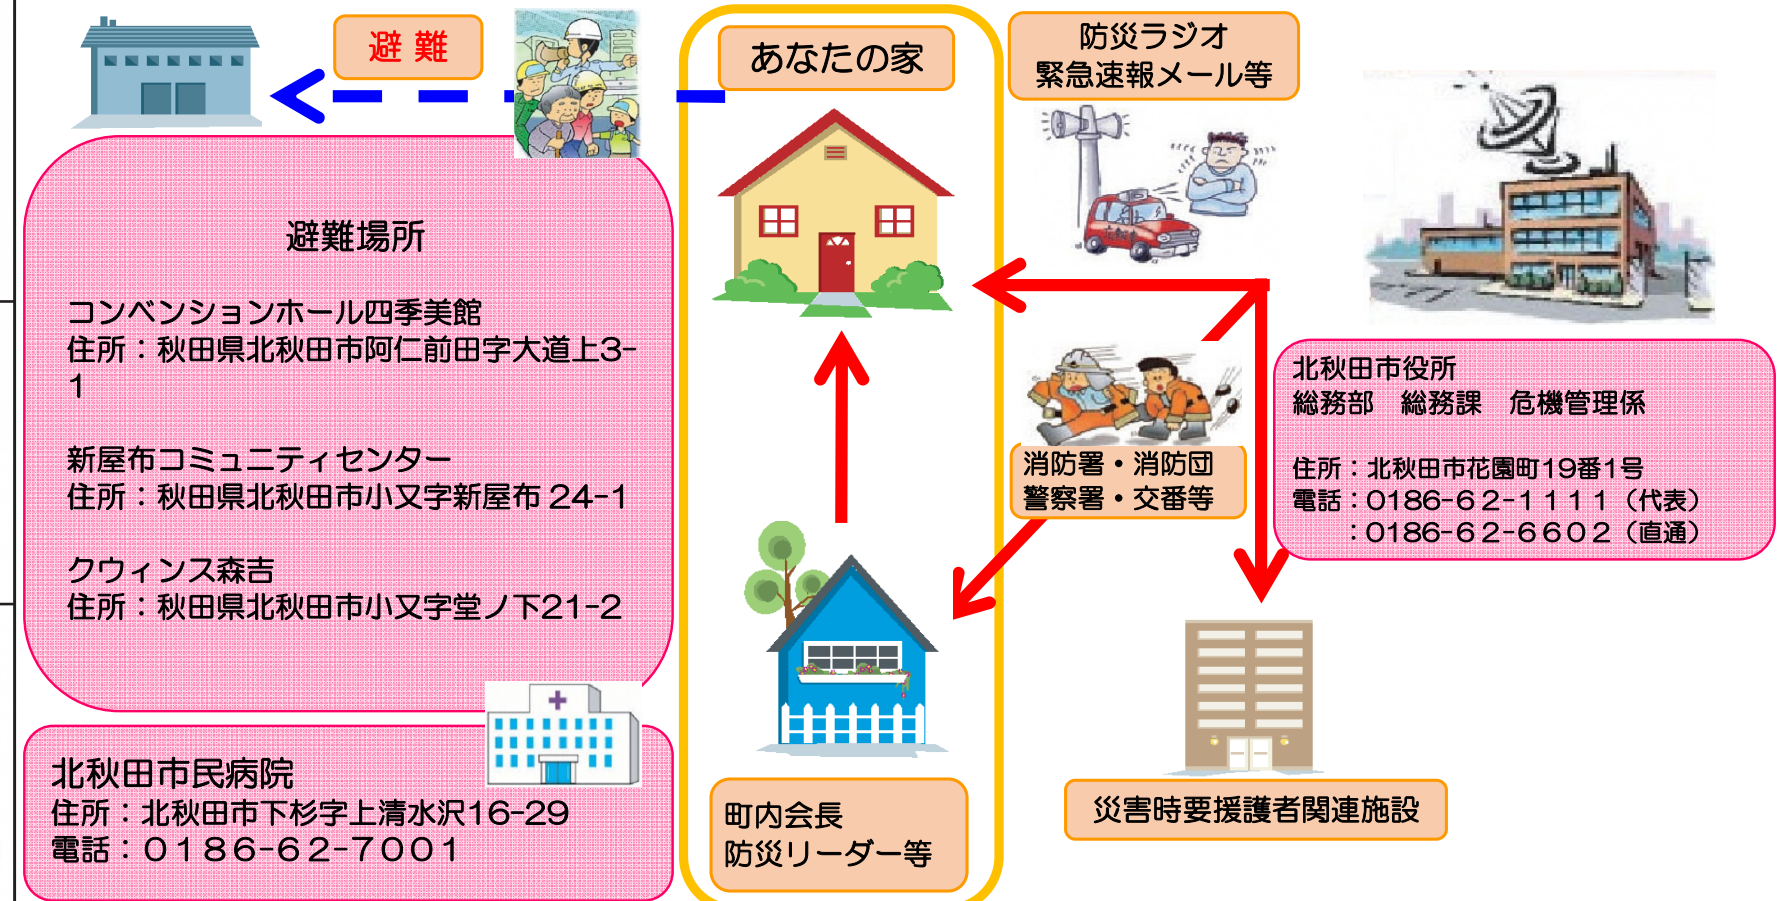 避 難
あなたの家
防災ラジオ
緊急速報メール等
避難場所
コンベンションホール四季美館
住所：秋田県北秋田市阿仁前田字大道上3-
1
新屋布コミュニティセンター
住所：秋田県北秋田市小又字新屋布 24-1
クウィンス森吉
住所：秋田県北秋田市小又字堂ノ下21-2
北秋田市民病院
住所：北秋田市下杉字上清水沢16-29
電話：０１８６-６２-７００１
町内会長
防災リーダー等
消防署・消防団
警察署・交番等
北秋田市役所
総務部　総務課　危機管理係
住所：北秋田市花園町19番1号
電話：0186-6２-１１１１（代表）
：0186-6２-６６０２（直通）
災害時要援護者関連施設